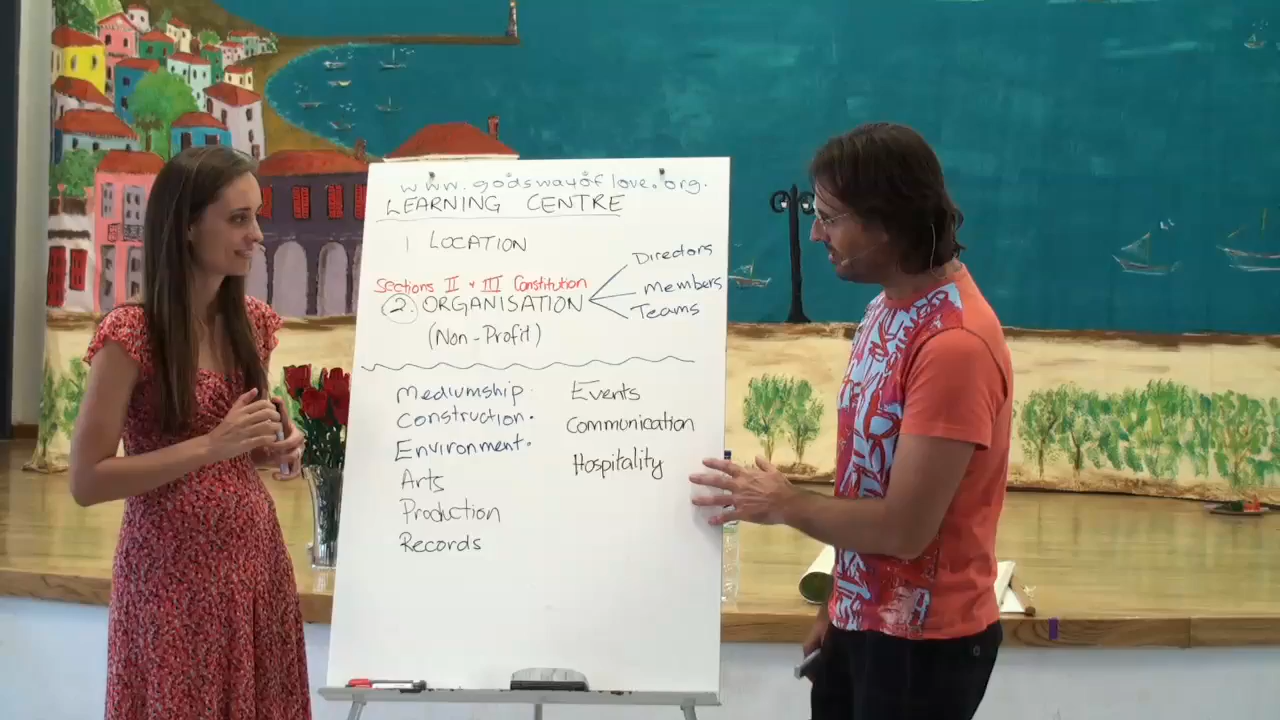 www.godswayoflove.org.
LEARNING CENTRE
1 LOCATION
Sections II + III Constitution
2. ORGANISATION
(Non-Profit)
Directors
Members
Teams
Mediumship
Construction
Environment
Arts
Production
Records
Events
Communication
Hospitality